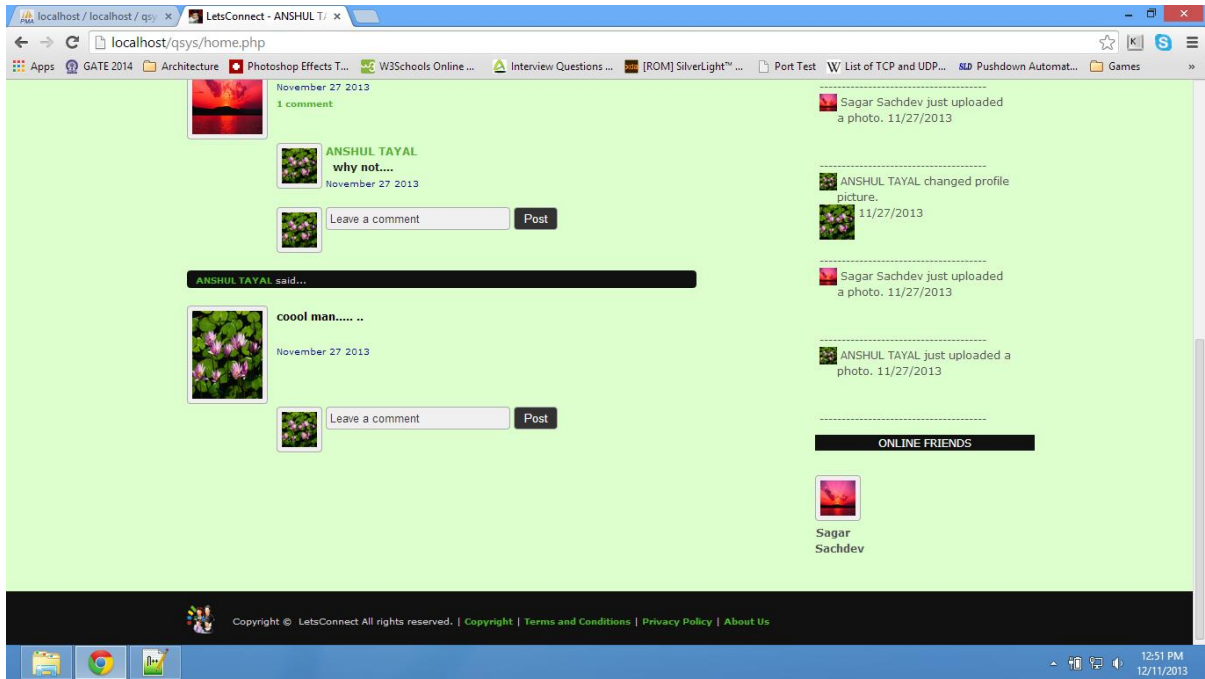 localhost / localhost / qsy
LetsConnect - ANSHUL TA
localhost/qsys/home.php
Apps
GATE 2014
Architecture
Photoshop Effects T...
W3Schools Online ...
Interview Questions ...
[ROM] SilverLight™ ...
Port Test
List of TCP and UDP...
Pushdown Automat...
Games
»
November 27 2013
1 comment
ANSHUL TAYAL
why not....
November 27 2013
Leave a comment
Post
ANSHUL TAYAL said...
coool man..... ..
November 27 2013
Leave a comment
Post
--------------------------------------
Sagar Sachdev just uploaded
a photo. 11/27/2013
--------------------------------------
ANSHUL TAYAL changed profile
picture.
11/27/2013
--------------------------------------
Sagar Sachdev just uploaded
a photo. 11/27/2013
--------------------------------------
ANSHUL TAYAL just uploaded a
photo. 11/27/2013
--------------------------------------
ONLINE FRIENDS
Sagar
Sachdev
Copyright © LetsConnect All rights reserved. | Copyright | Terms and Conditions | Privacy Policy | About Us
12:51 PM
12/11/2013